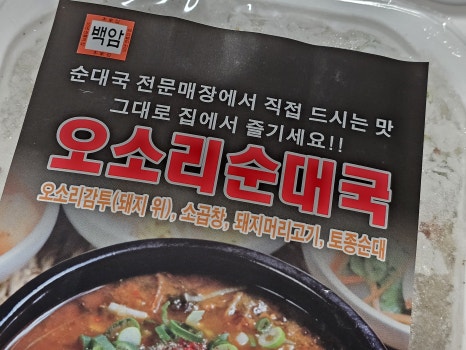 백암
순대국 전문매장에서 직접 드시는 맛
그대로 집에서 즐기세요!!
오소리순대국
오소리감투(돼지 위), 소곱창, 돼지머리고기, 토종순대